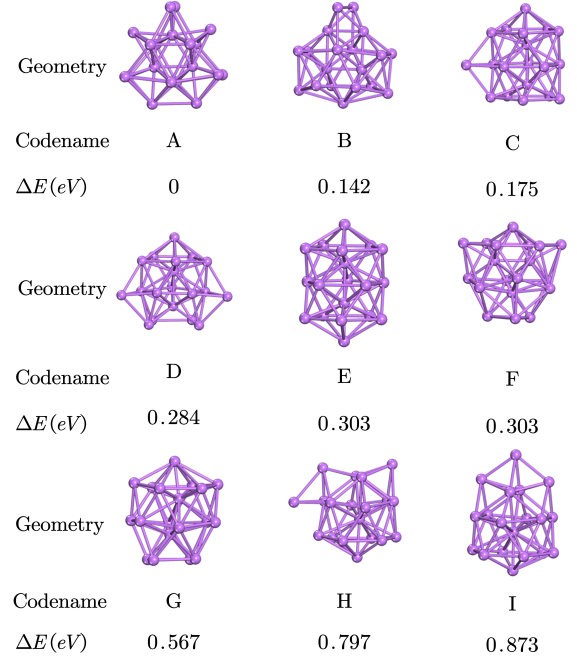 Geometry
Codename A B C
ΔE(eV) 0 0.142 0.175
Geometry
Codename D E F
ΔE(eV) 0.284 0.303 0.303
Geometry
Codename G H I
ΔE(eV) 0.567 0.797 0.873